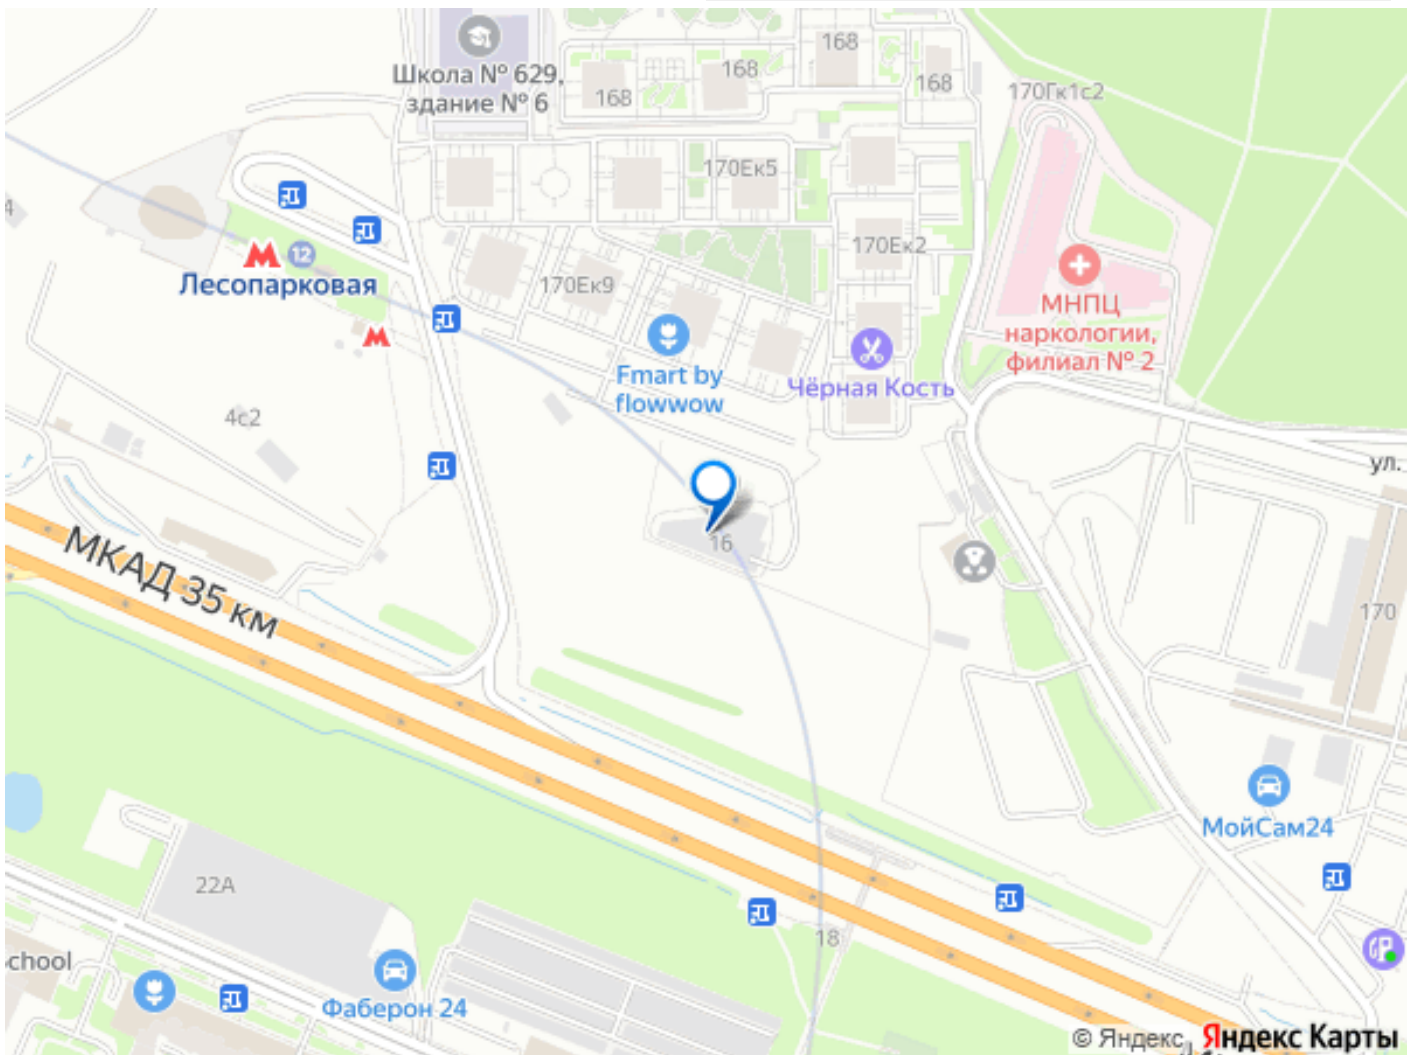 168
Школа № 629,
здание № 6
168
168
168
170Гк1с2
170Ек5
4
М
12
Лесопарковая
170Ек2
170Ек9
МНПЦ
наркологии,
филиал № 2
М
Fmart by
flowwow
Чёрная Кость
4с2
ул.
16
МКАД 35 км
170
МойСам24
22А
18
chool
Фаберон 24
© Яндекс
Яндекс Карты